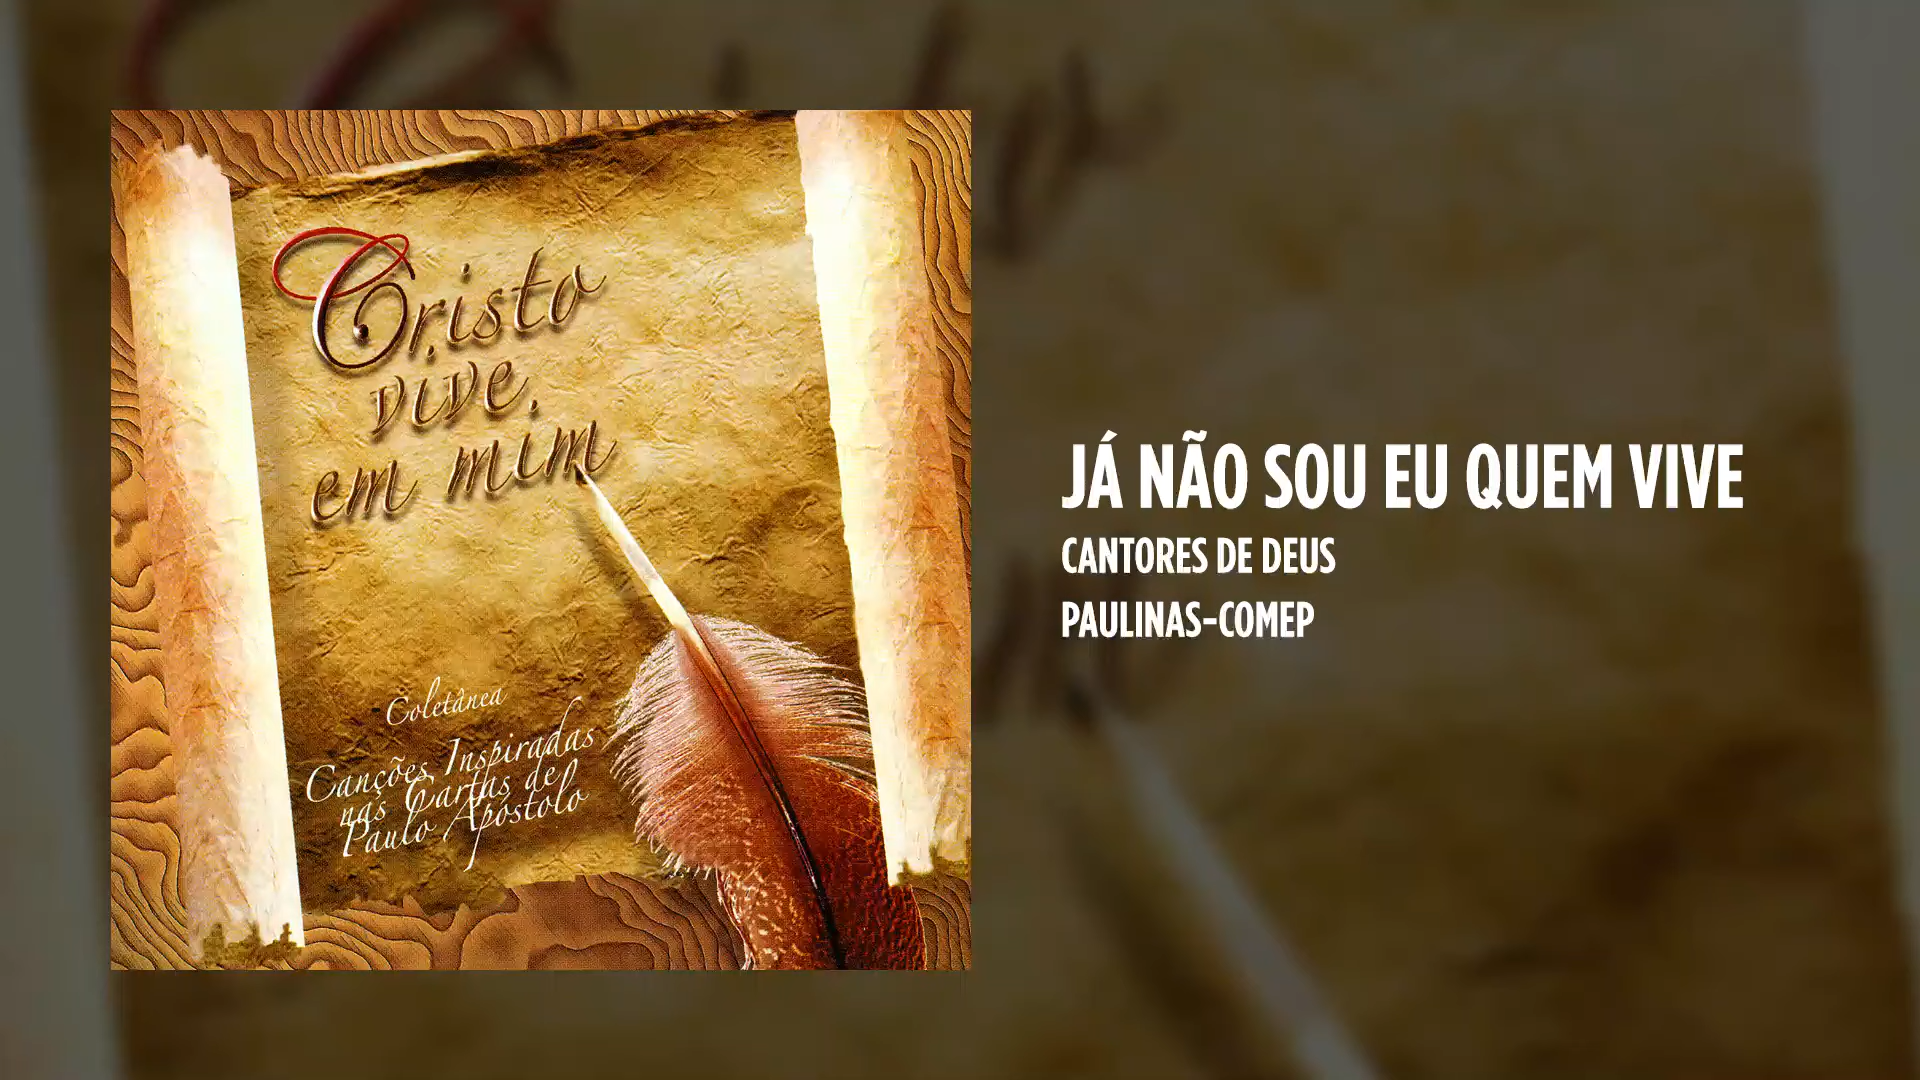 Cristo
vive
em mim
Coletânea
Canções Inspiradas
nas Cartas de
Paulo Apóstolo
JÁ NÃO SOU EU QUEM VIVE
CANTORES DE DEUS
PAULINAS-COMEP